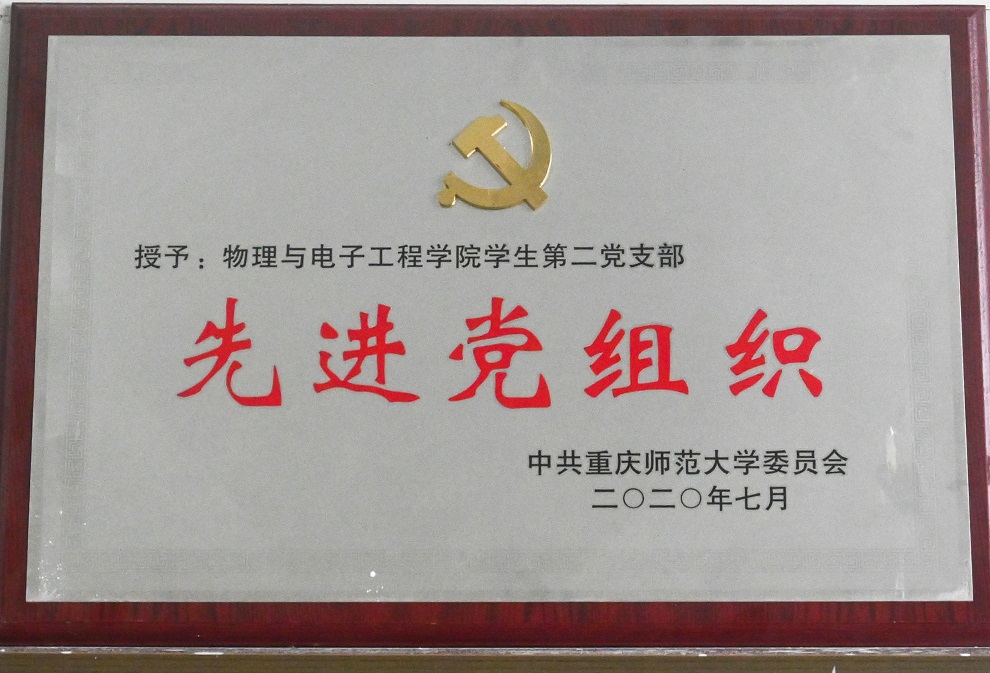 授予：物理与电子工程学院学生第二党支部
先进党组织
中共重庆师范大学委员会
二〇二〇年七月